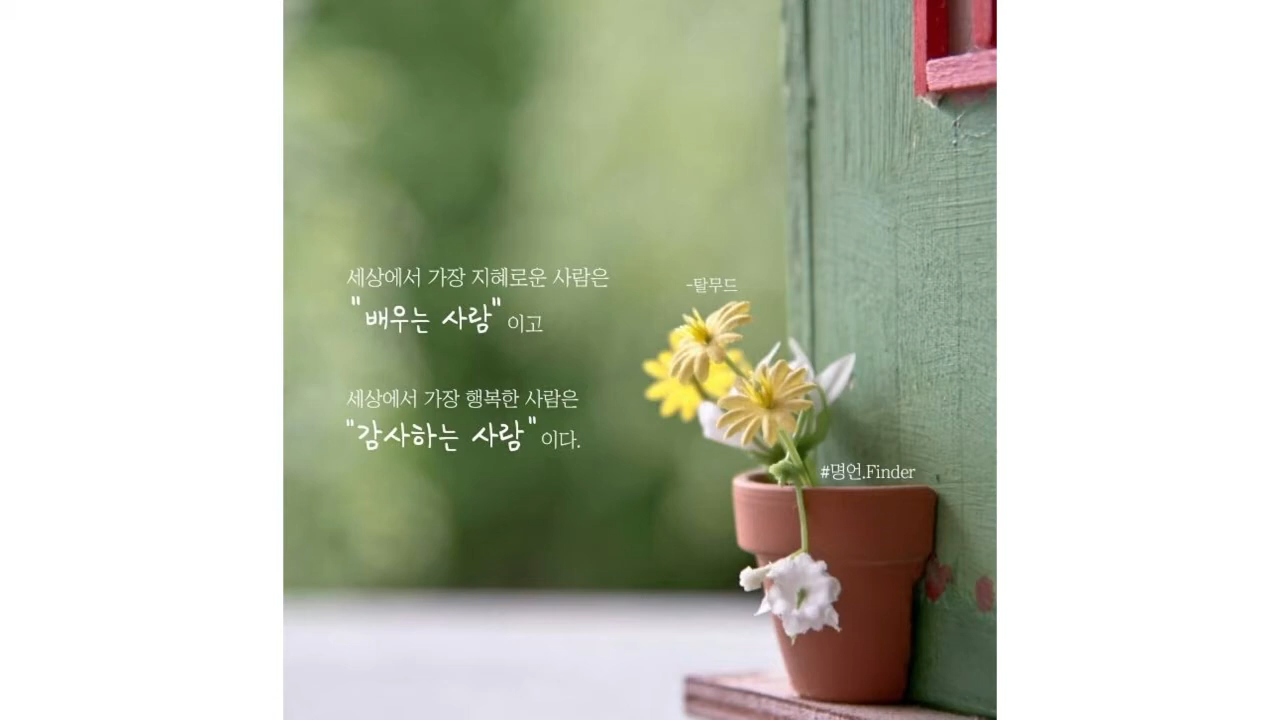 세상에서 가장 지혜로운 사람은
"배우는 사람" 이고
세상에서 가장 행복한 사람은
"감사하는 사람" 이다.
-탈무드
#명언.Finder